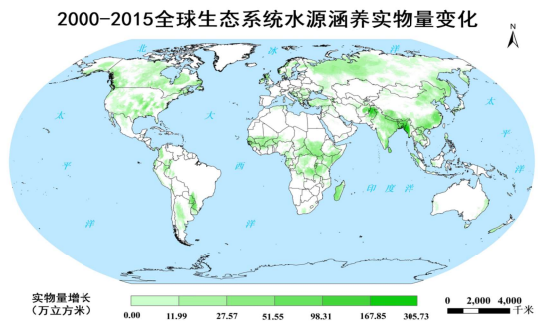 2000-2015全球生态系统水源涵养实物量变化
N
北 冰 洋
太 平 洋
大 西 洋
印 度 洋
太 平 洋
实物量增长
(万立方米)
0.00 11.99 27.57 51.55 98.31 167.85 305.73
0 2,000 4,000
千米